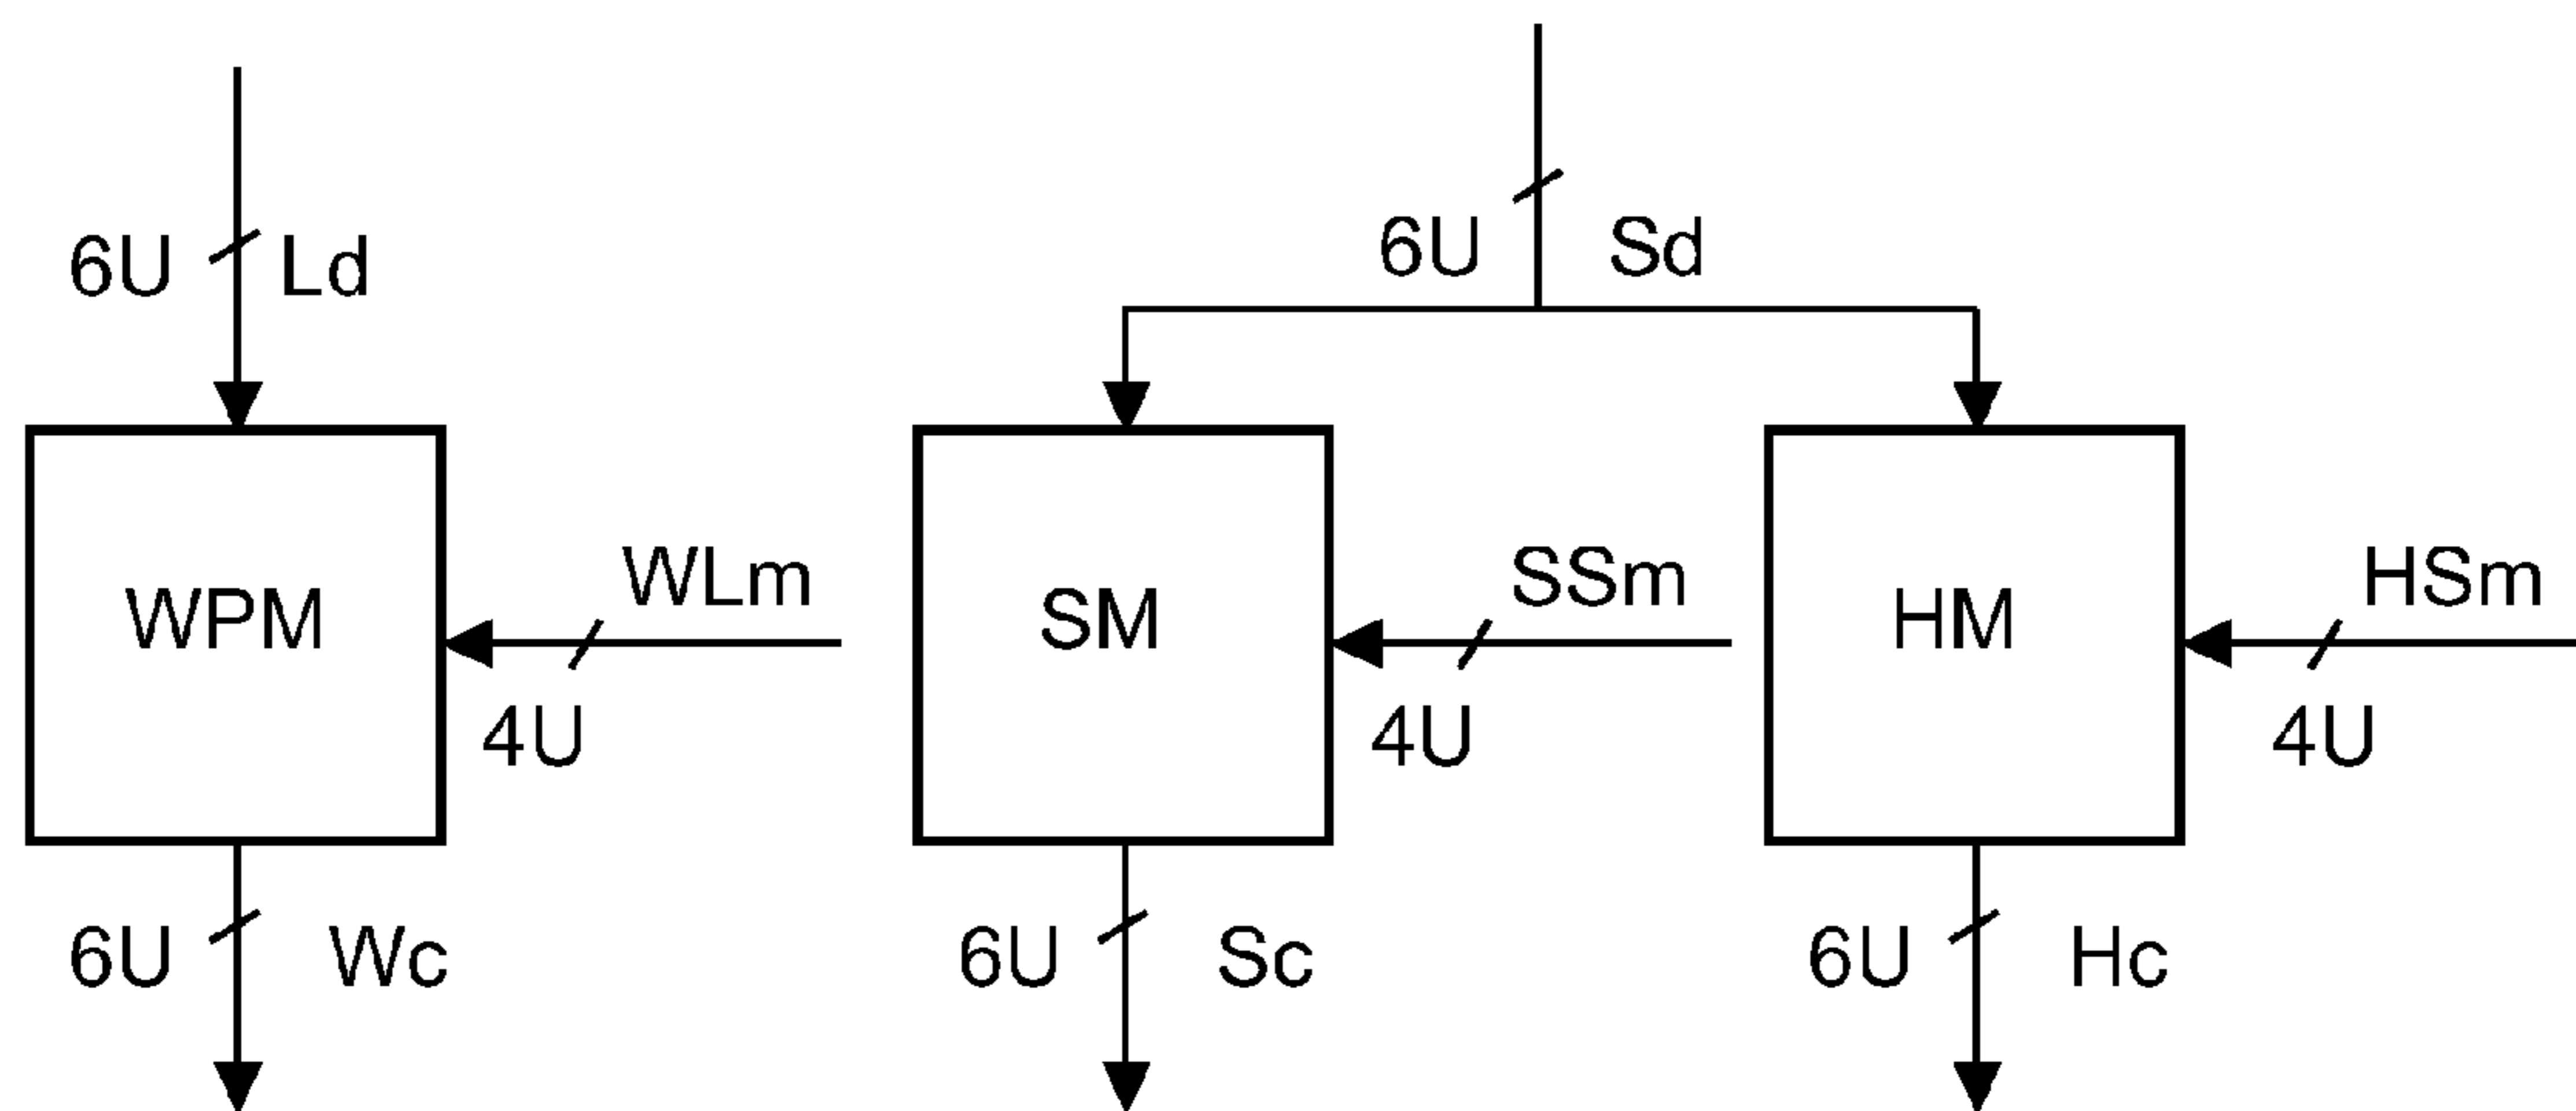 6U Sd
6U Ld
WLm SSm HSm
WPM SM HM
4U 4U 4U
6U Wc 6U Sc 6U Hc